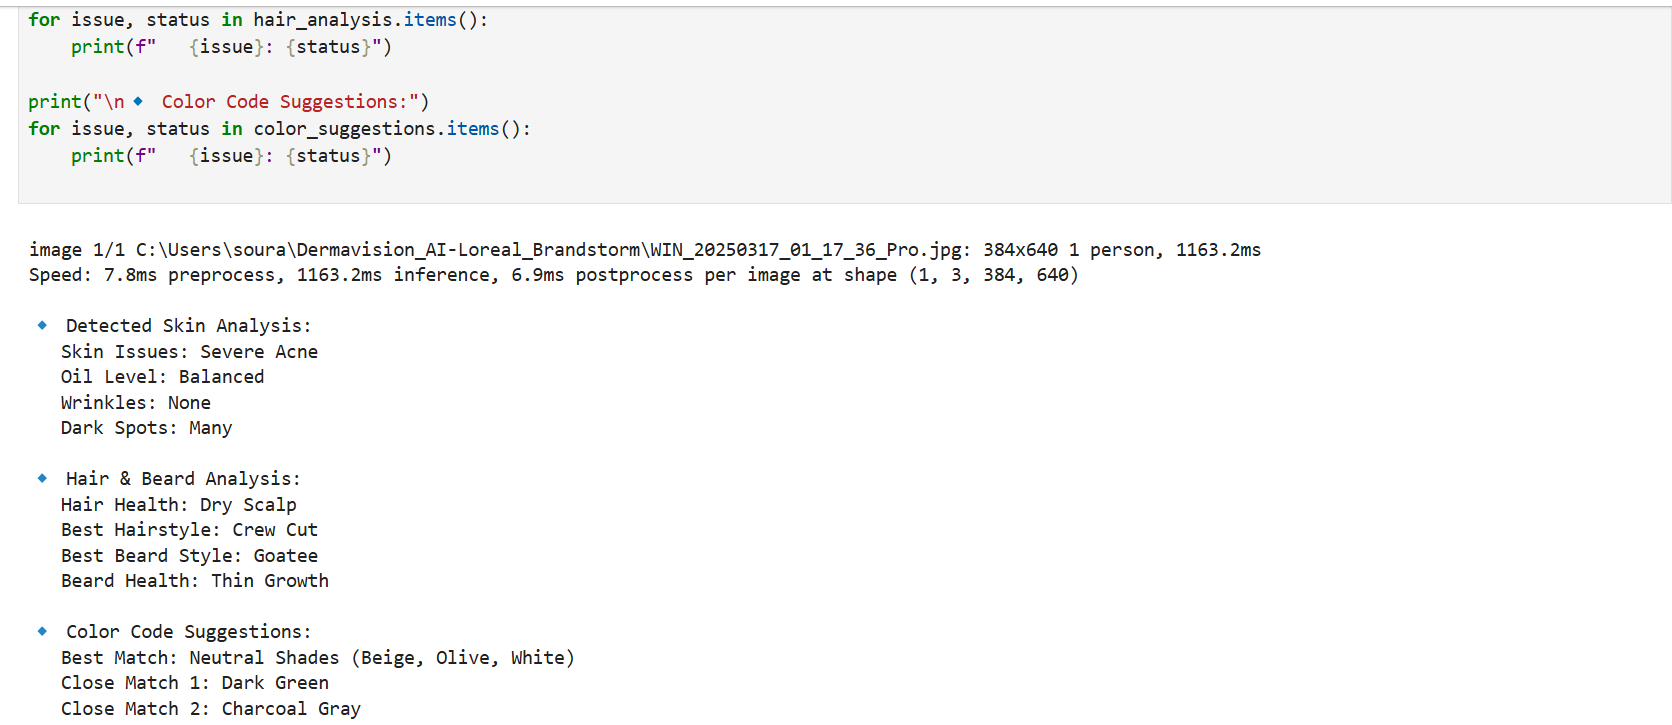 for issue, status in hair_analysis.items():
    print(f"   {issue}: {status}")
print("\n🔹 Color Code Suggestions:")
for issue, status in color_suggestions.items():
    print(f"   {issue}: {status}")
image 1/1 C:\Users\soura\Dermavision_AI-Loreal_Brandstorm\WIN_20250317_01_17_36_Pro.jpg: 384x640 1 person, 1163.2ms
Speed: 7.8ms preprocess, 1163.2ms inference, 6.9ms postprocess per image at shape (1, 3, 384, 640)
🔹 Detected Skin Analysis:
   Skin Issues: Severe Acne
   Oil Level: Balanced
   Wrinkles: None
   Dark Spots: Many
🔹 Hair & Beard Analysis:
   Hair Health: Dry Scalp
   Best Hairstyle: Crew Cut
   Best Beard Style: Goatee
   Beard Health: Thin Growth
🔹 Color Code Suggestions:
   Best Match: Neutral Shades (Beige, Olive, White)
   Close Match 1: Dark Green
   Close Match 2: Charcoal Gray